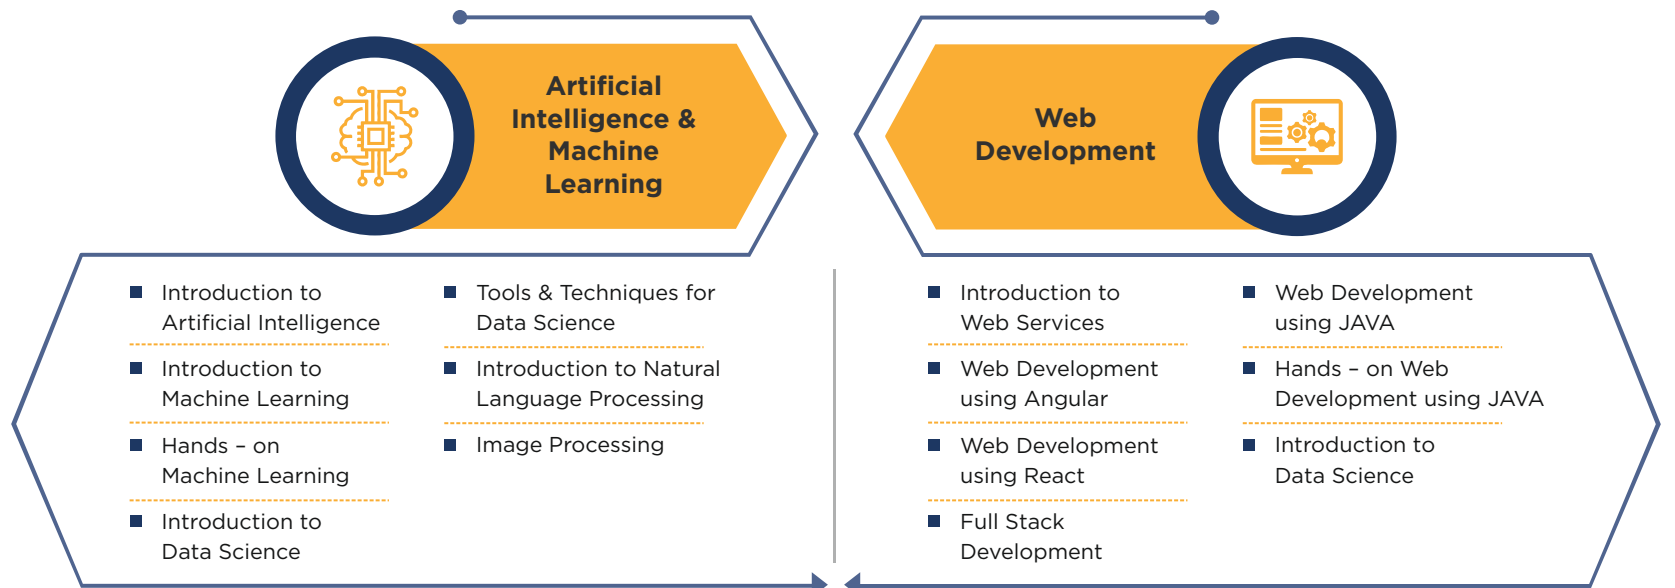 Artificial
Intelligence &
Machine
Learning
Introduction to
Artificial Intelligence
Introduction to
Machine Learning
Hands – on
Machine Learning
Introduction to
Data Science
Tools & Techniques for
Data Science
Introduction to Natural
Language Processing
Image Processing
Web
Development
Introduction to
Web Services
Web Development
using Angular
Web Development
using React
Full Stack
Development
Web Development
using JAVA
Hands – on Web
Development using JAVA
Introduction to
Data Science